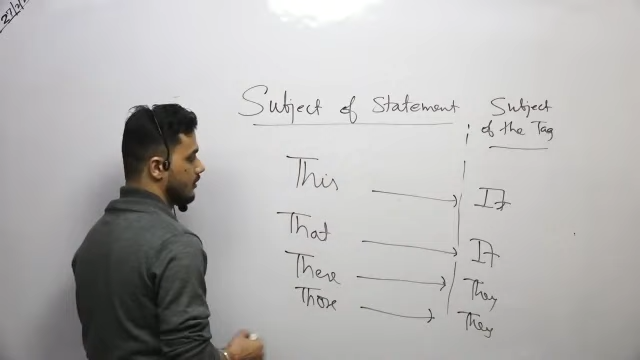 Subject of Statement
Subject
of the Tag
This
It
That
It
These
They
Those
They